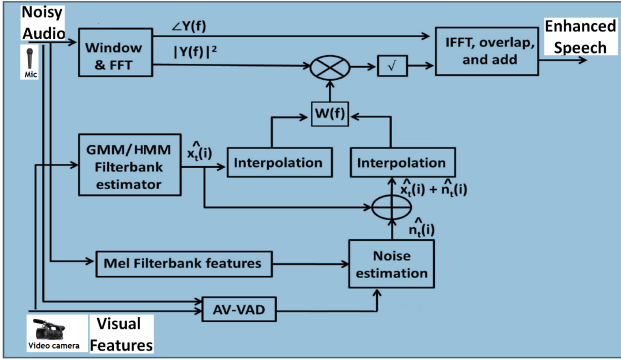 Noisy
Audio
Mic
Window
& FFT
∠Y(f)
|Y(f)|²
√
IFFT, overlap,
and add
Enhanced
Speech
W(f)
GMM/HMM
Filterbank
estimator
x̂ₜ(i)
Interpolation
Interpolation
x̂ₜ(i) + n̂ₜ(i)
n̂ₜ(i)
Mel Filterbank features
Noise
estimation
AV-VAD
Video camera
Visual
Features